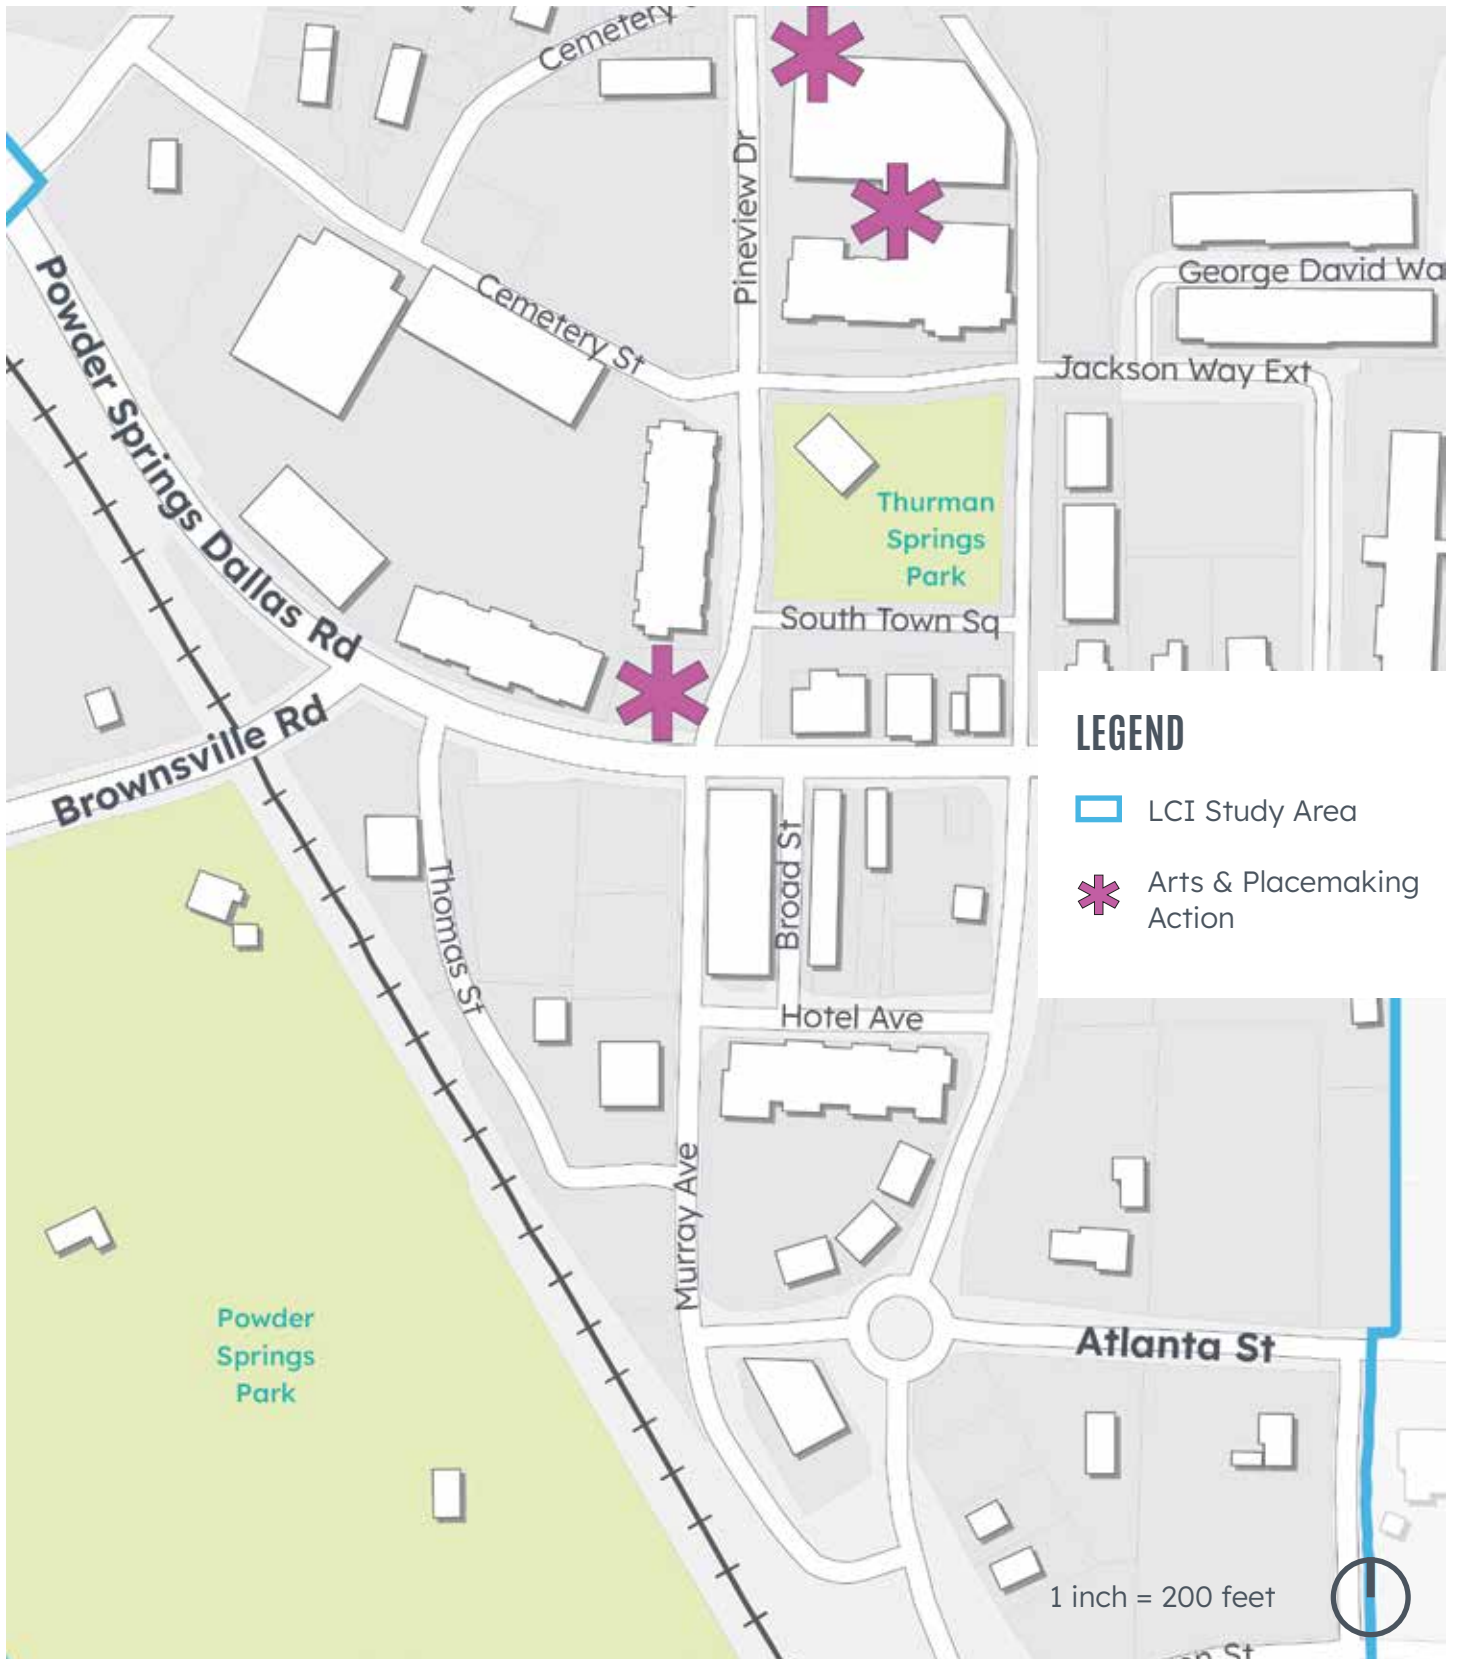 Cemetery
Pineview Dr
Cemetery St
George David Wa
Jackson Way Ext
Powder Springs Dallas Rd
Thurman
Springs
Park
South Town Sq
Brownsville Rd
LEGEND
LCI Study Area
Arts & Placemaking
Action
Broad St
Thomas St
Hotel Ave
Murray Ave
Powder
Springs
Park
Atlanta St
1 inch = 200 feet